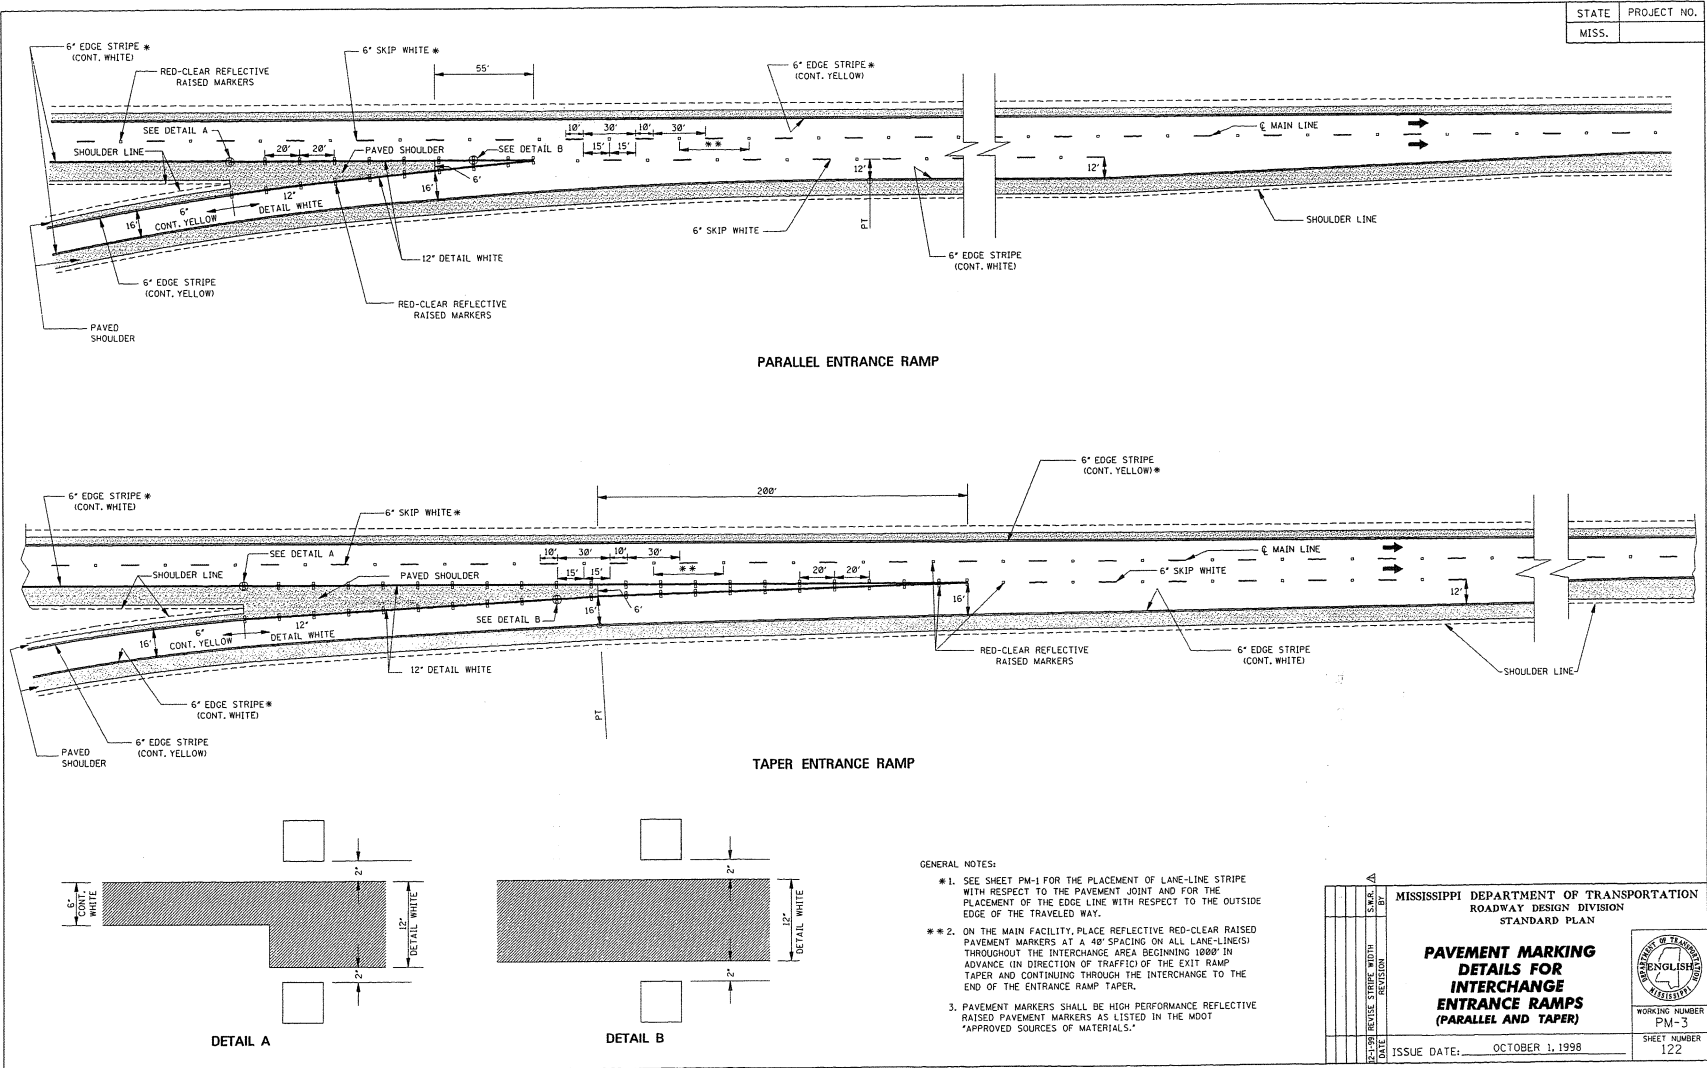 STATE PROJECT NO.
MISS.
6" EDGE STRIPE *
(CONT. WHITE)
RED-CLEAR REFLECTIVE
RAISED MARKERS
6" SKIP WHITE *
55'
6" EDGE STRIPE *
(CONT. YELLOW)
SEE DETAIL A
SHOULDER LINE
20' 20'
PAVED SHOULDER
SEE DETAIL B
10' 30' 10' 30'
15' 15' **
℄ MAIN LINE
6'
16'
12'
12'
12"
DETAIL WHITE
6"
CONT. YELLOW
16'
PT
6" SKIP WHITE
SHOULDER LINE
12" DETAIL WHITE
6" EDGE STRIPE
(CONT. WHITE)
6" EDGE STRIPE
(CONT. YELLOW)
RED-CLEAR REFLECTIVE
RAISED MARKERS
PAVED
SHOULDER
PARALLEL ENTRANCE RAMP
6" EDGE STRIPE
(CONT. YELLOW) *
200'
6" EDGE STRIPE *
(CONT. WHITE)
6" SKIP WHITE *
SEE DETAIL A
10' 30' 10' 30'
15' 15' **
℄ MAIN LINE
SHOULDER LINE
PAVED SHOULDER
20' 20'
6" SKIP WHITE
12'
6'
16'
16'
SEE DETAIL B
12"
DETAIL WHITE
6"
CONT. YELLOW
16'
12" DETAIL WHITE
RED-CLEAR REFLECTIVE
RAISED MARKERS
6" EDGE STRIPE
(CONT. WHITE)
SHOULDER LINE
6" EDGE STRIPE *
(CONT. WHITE)
PT
6" EDGE STRIPE
(CONT. YELLOW)
PAVED
SHOULDER
TAPER ENTRANCE RAMP
6"
CONT.
WHITE
2"
12"
DETAIL WHITE
2"
DETAIL A
2"
12"
DETAIL WHITE
2"
DETAIL B
GENERAL NOTES:
*1. SEE SHEET PM-1 FOR THE PLACEMENT OF LANE-LINE STRIPE
WITH RESPECT TO THE PAVEMENT JOINT AND FOR THE
PLACEMENT OF THE EDGE LINE WITH RESPECT TO THE OUTSIDE
EDGE OF THE TRAVELED WAY.
**2. ON THE MAIN FACILITY, PLACE REFLECTIVE RED-CLEAR RAISED
PAVEMENT MARKERS AT A 40' SPACING ON ALL LANE-LINE(S)
THROUGHOUT THE INTERCHANGE AREA BEGINNING 1000' IN
ADVANCE (IN DIRECTION OF TRAFFIC) OF THE EXIT RAMP
TAPER AND CONTINUING THROUGH THE INTERCHANGE TO THE
END OF THE ENTRANCE RAMP TAPER.
3. PAVEMENT MARKERS SHALL BE HIGH PERFORMANCE REFLECTIVE
RAISED PAVEMENT MARKERS AS LISTED IN THE MDOT
"APPROVED SOURCES OF MATERIALS."
S.W.R.
BY
REVISE STRIPE WIDTH
REVISION
12-1-99
DATE
MISSISSIPPI DEPARTMENT OF TRANSPORTATION
ROADWAY DESIGN DIVISION
STANDARD PLAN
PAVEMENT MARKING
DETAILS FOR
INTERCHANGE
ENTRANCE RAMPS
(PARALLEL AND TAPER)
DEPARTMENT OF TRANSPORTATION
ENGLISH
MISSISSIPPI
WORKING NUMBER
PM-3
ISSUE DATE: OCTOBER 1, 1998
SHEET NUMBER
122